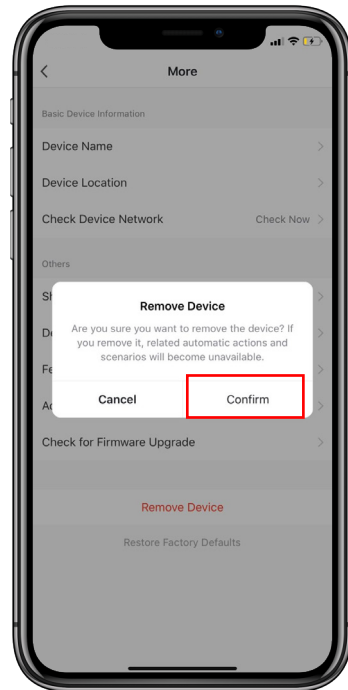 More
Basic Device Information
Device Name
Device Location
Check Device Network Check Now
Others
Remove Device
Are you sure you want to remove the device? If
you remove it, related automatic actions and
scenarios will become unavailable.
Cancel Confirm
Check for Firmware Upgrade
Remove Device
Restore Factory Defaults